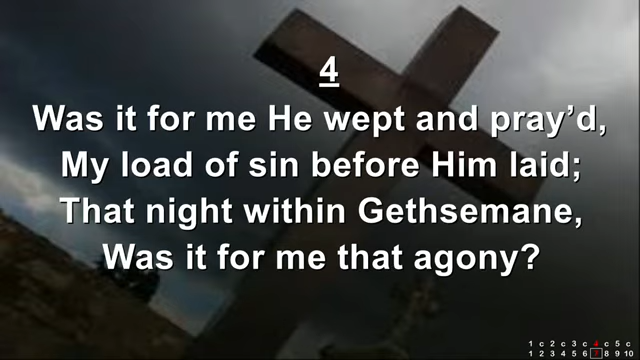 4
Was it for me He wept and pray’d,
My load of sin before Him laid;
That night within Gethsemane,
Was it for me that agony?
1 c 2 c 3 c 4 c 5 c
1 2 3 4 5 6 7 8 9 10